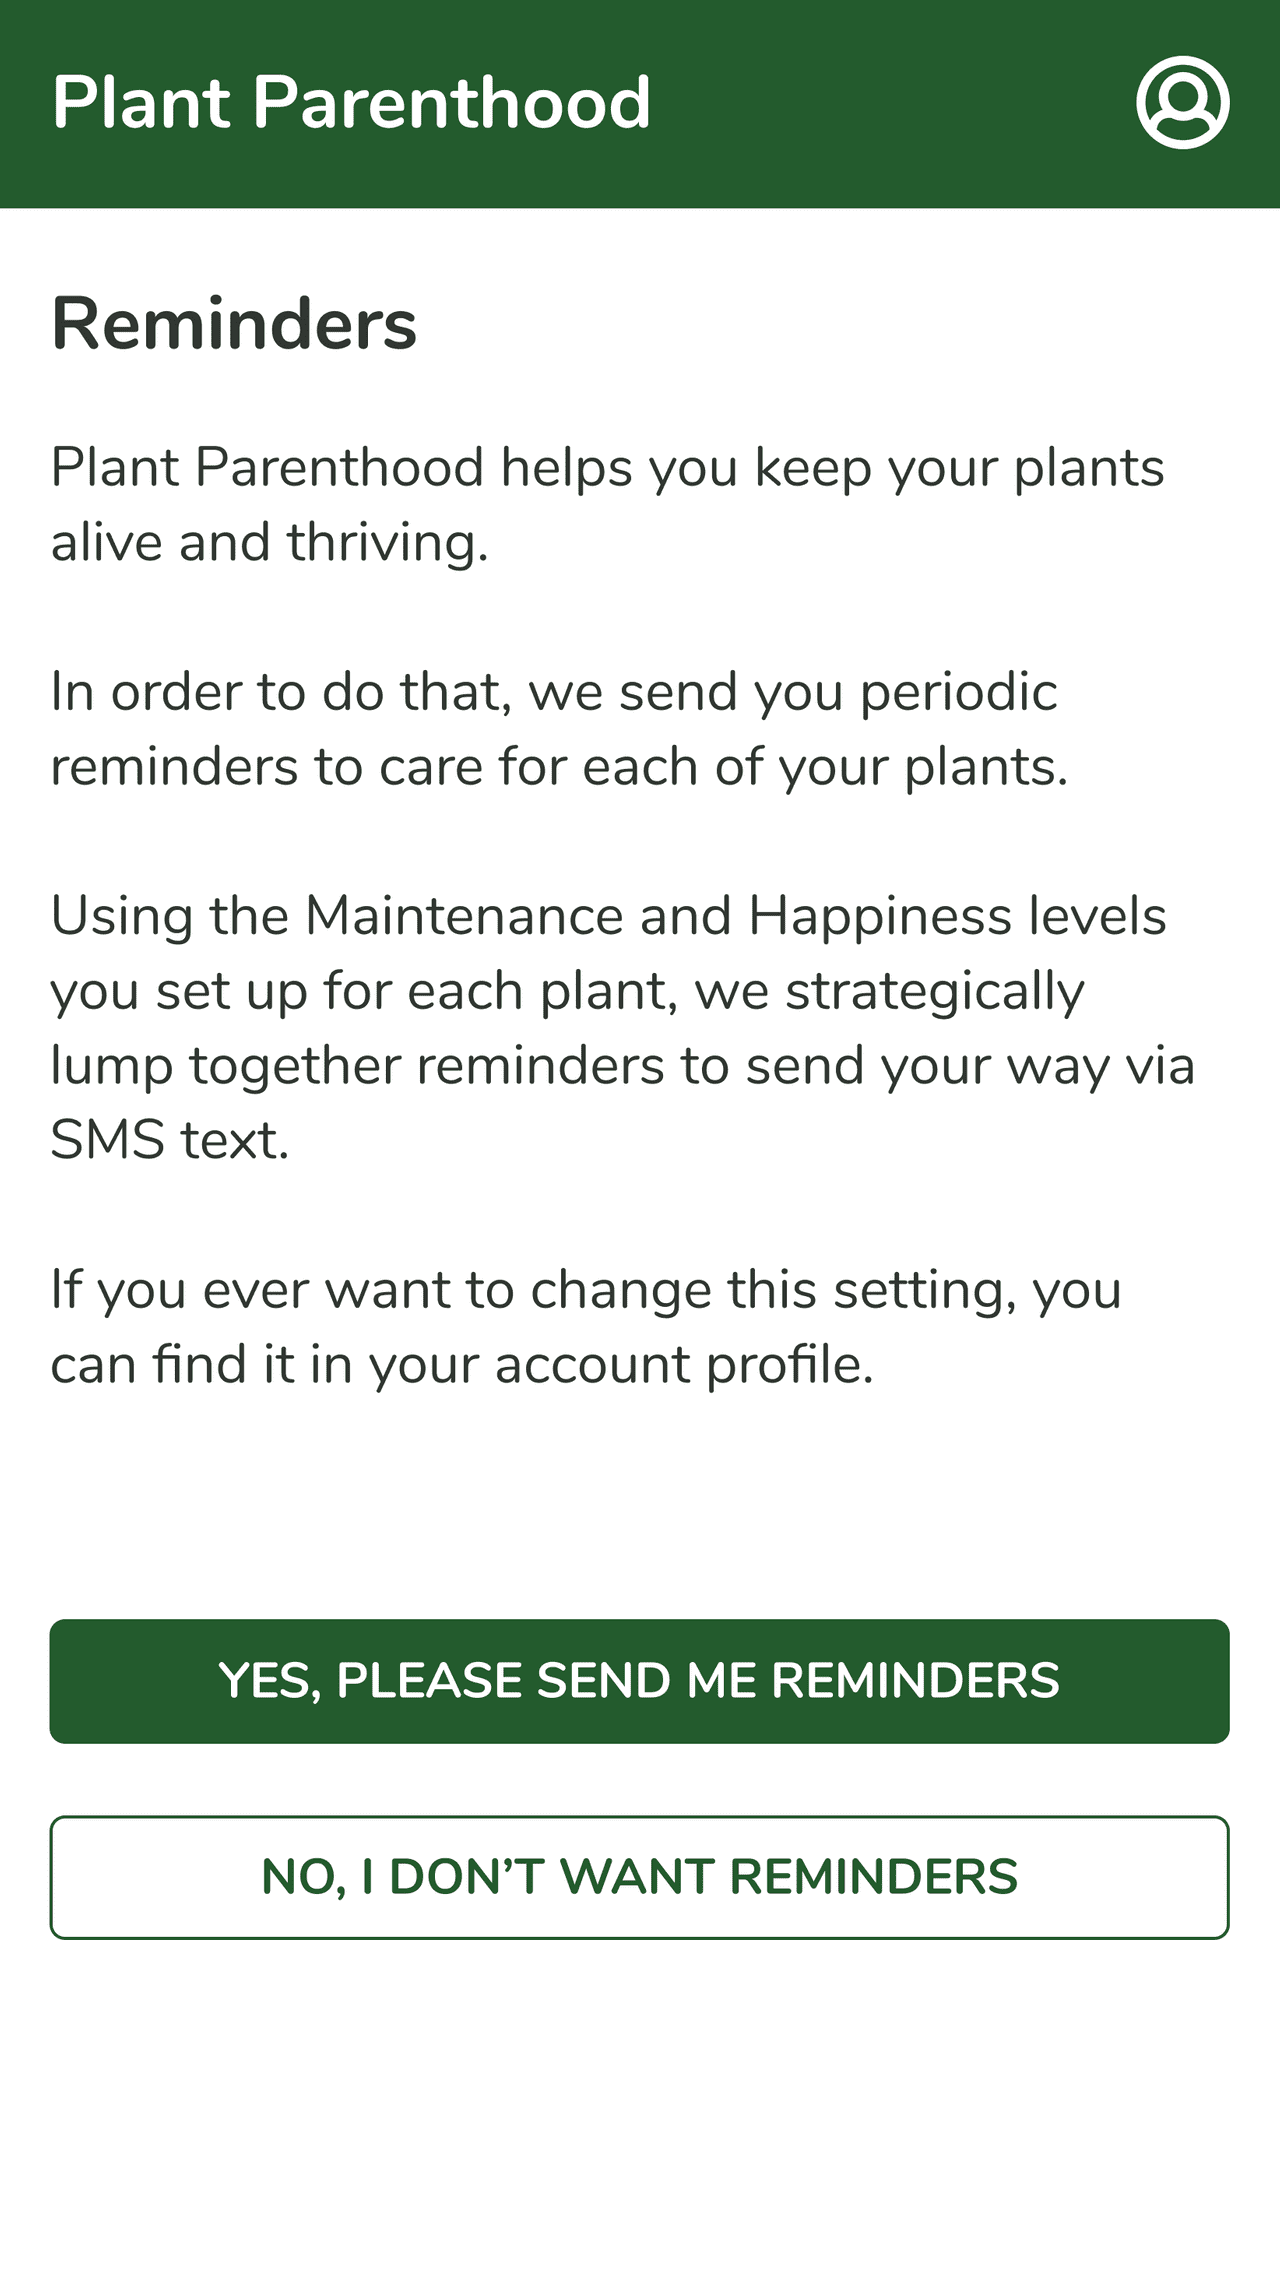 Plant Parenthood
Reminders
Plant Parenthood helps you keep your plants
alive and thriving.
In order to do that, we send you periodic
reminders to care for each of your plants.
Using the Maintenance and Happiness levels
you set up for each plant, we strategically
lump together reminders to send your way via
SMS text.
If you ever want to change this setting, you
can find it in your account profile.
YES, PLEASE SEND ME REMINDERS
NO, I DON’T WANT REMINDERS